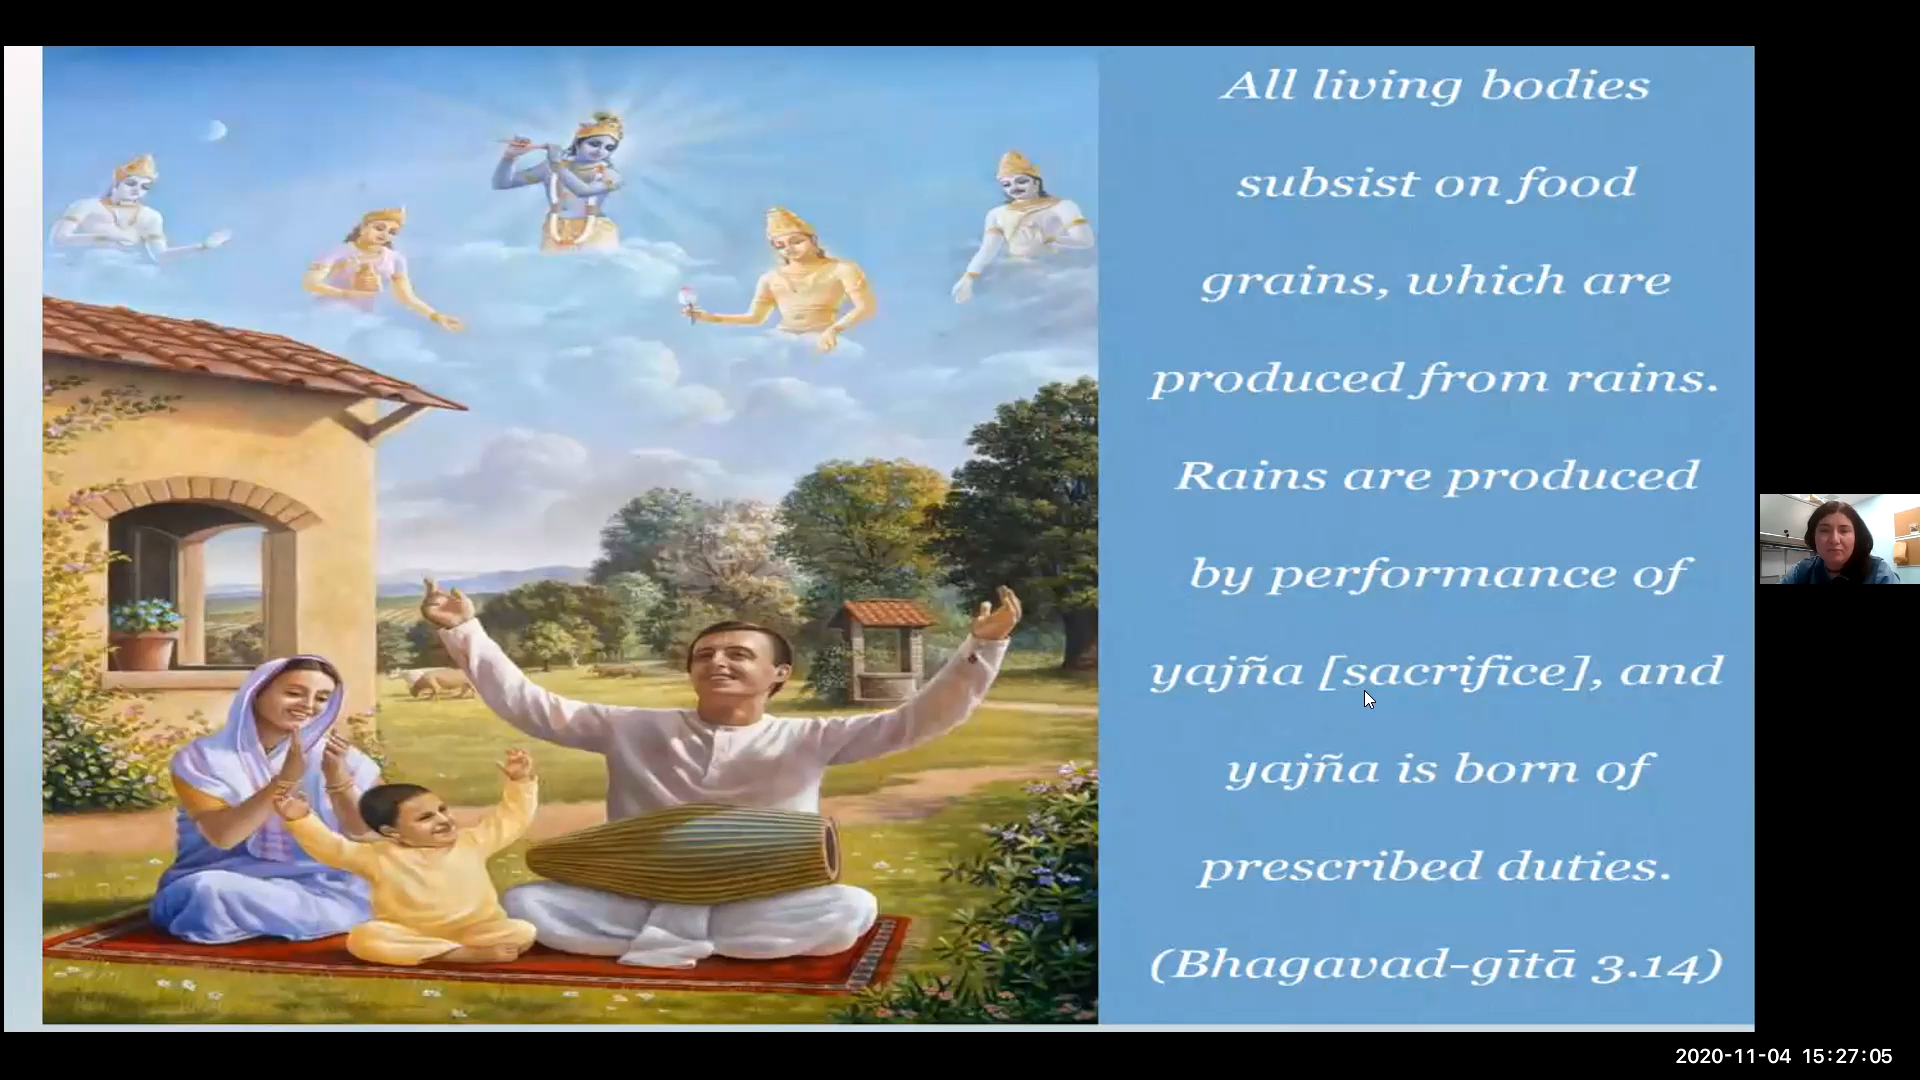 All living bodies
subsist on food
grains, which are
produced from rains.
Rains are produced
by performance of
yajña [sacrifice], and
yajña is born of
prescribed duties.
(Bhagavad-gītā 3.14)
2020-11-04 15:27:05